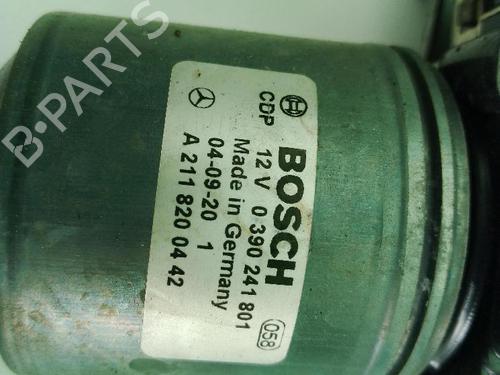 BOSCH
CDP 12 V 0 390 241 801
Made in Germany
04-09-20 1
058
A 211 820 04 42
B-PARTS